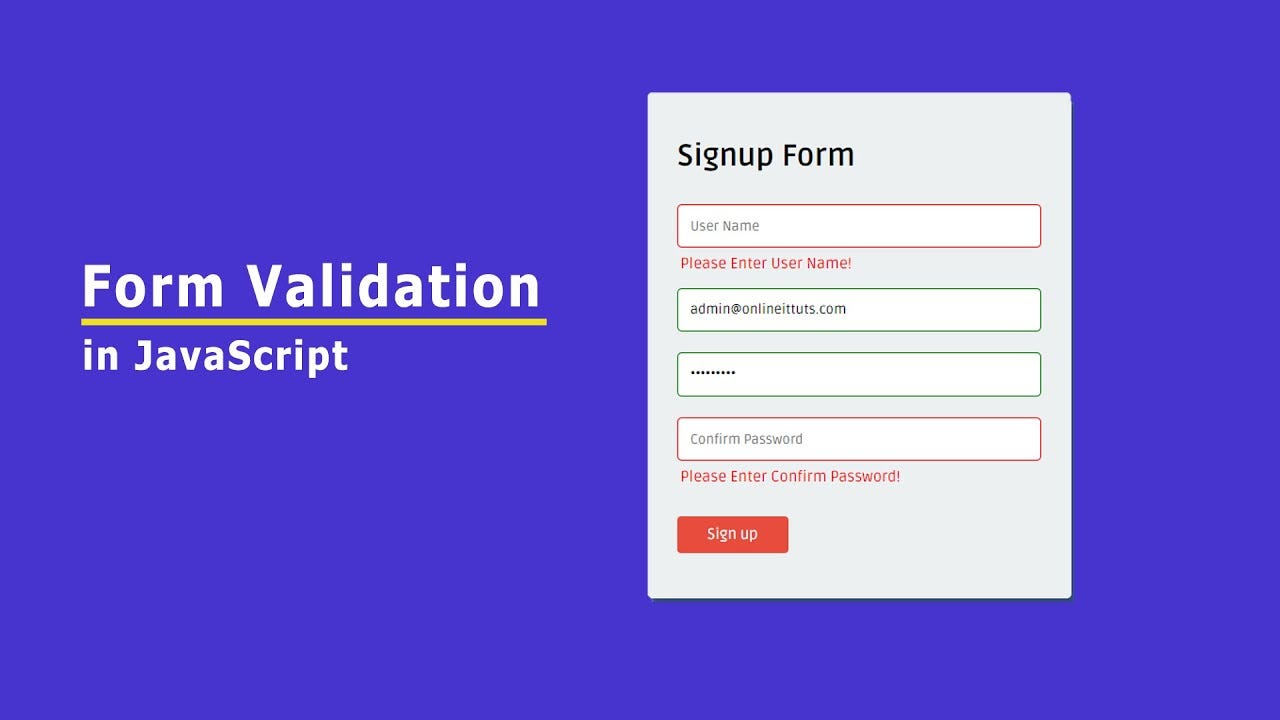 Form Validation
in JavaScript
Signup Form
User Name
Please Enter User Name!
admin@onlineittuts.com
•••••••••
Confirm Password
Please Enter Confirm Password!
Sign up